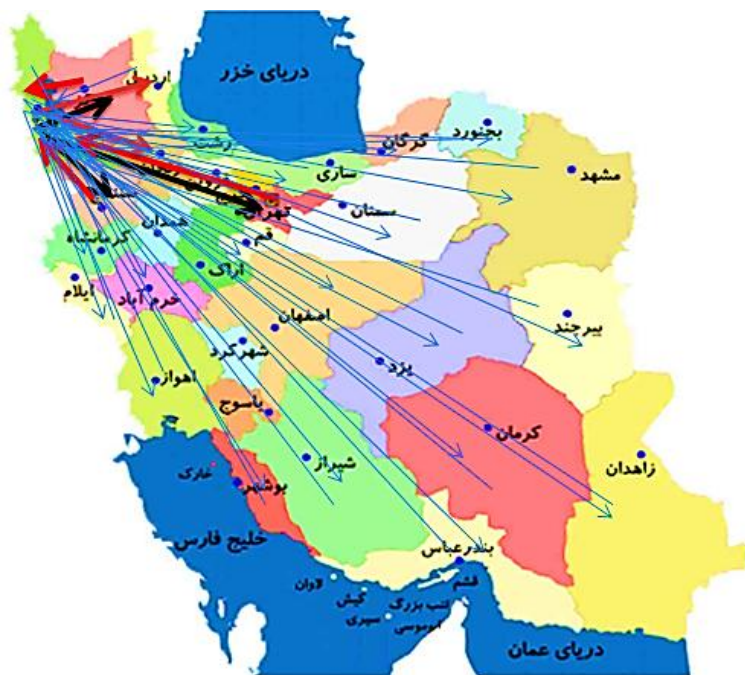 دریای خزر
اردبیل
رشت
گرگان
بجنورد
ساری
مشهد
سمنان
تهران
قم
همدان
کرمانشاه
اراک
ایلام
خرم آباد
اصفهان
بیرجند
شهرکرد
یزد
اهواز
یاسوج
کرمان
شیراز
زاهدان
خارک
بوشهر
خلیج فارس
بندرعباس
لاوان
کیش
قشم
تنب بزرگ
سیری
ابوموسی
دریای عمان